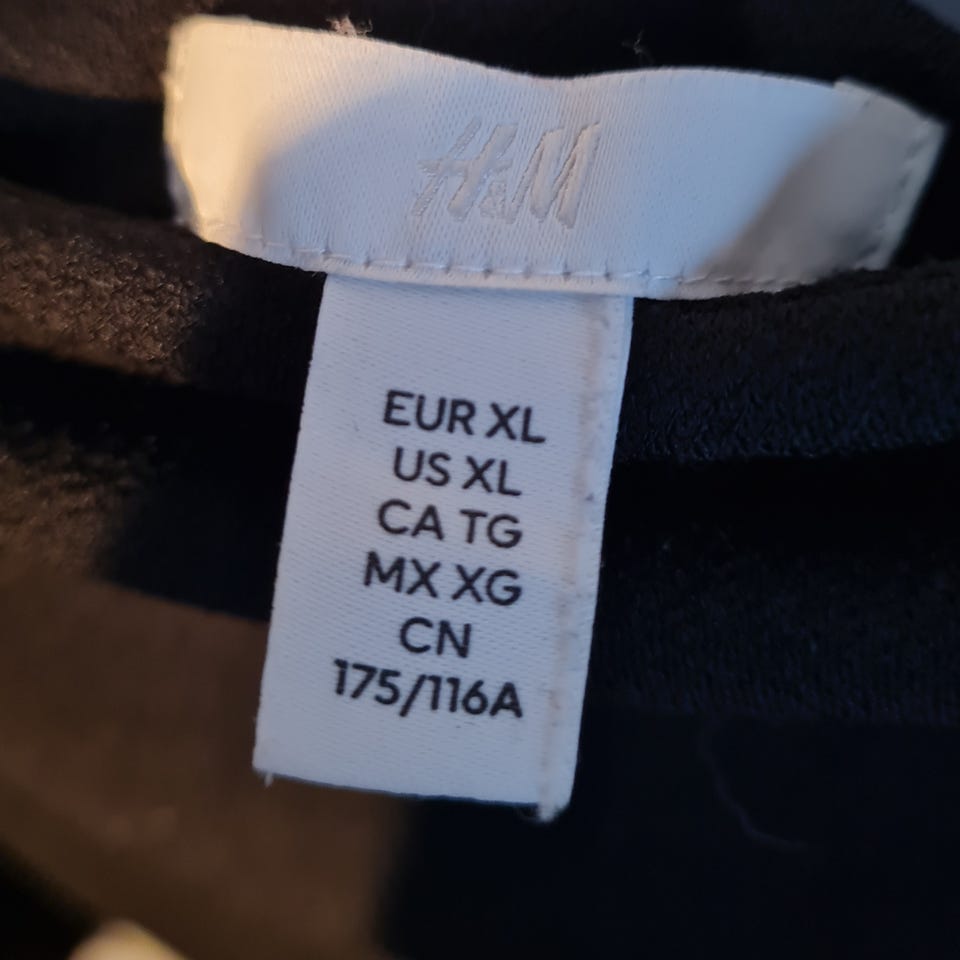 H&M
EUR XL
US XL
CA TG
MX XG
CN
175/116A